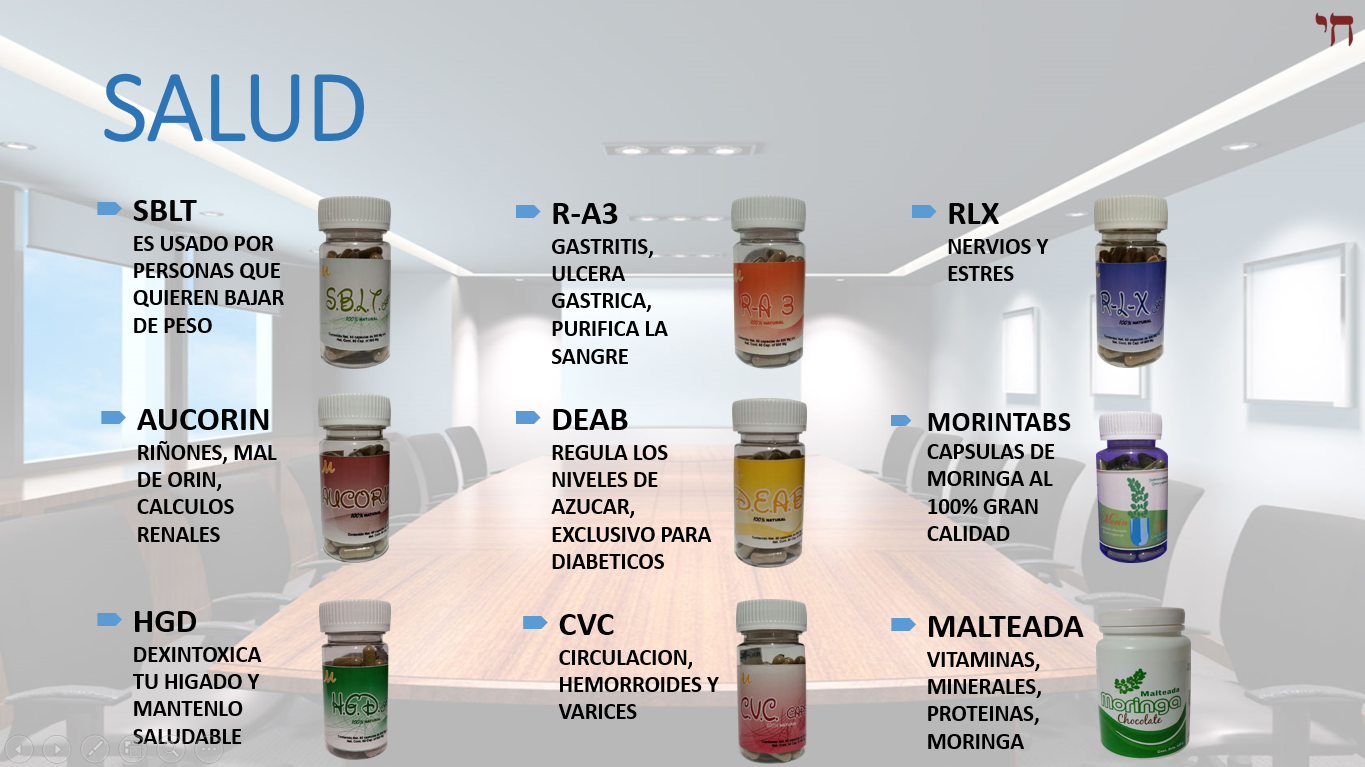 חי
SALUD
SBLT
ES USADO POR
PERSONAS QUE
QUIEREN BAJAR
DE PESO
S.B.L.T.
100% NATURAL
R-A3
GASTRITIS,
ULCERA
GASTRICA,
PURIFICA LA
SANGRE
R-A 3
100% NATURAL
RLX
NERVIOS Y
ESTRES
R-L-X
100% NATURAL
AUCORIN
RIÑONES, MAL
DE ORIN,
CALCULOS
RENALES
AUCORIN
100% NATURAL
DEAB
REGULA LOS
NIVELES DE
AZUCAR,
EXCLUSIVO PARA
DIABETICOS
D.E.A.B
100% NATURAL
MORINTABS
CAPSULAS DE
MORINGA AL
100% GRAN
CALIDAD
HGD
DEXINTOXICA
TU HIGADO Y
MANTENLO
SALUDABLE
H.G.D.
100% NATURAL
CVC
CIRCULACION,
HEMORROIDES Y
VARICES
C.V.C.
MALTEADA
VITAMINAS,
MINERALES,
PROTEINAS,
MORINGA
Malteada
moringa
Chocolate